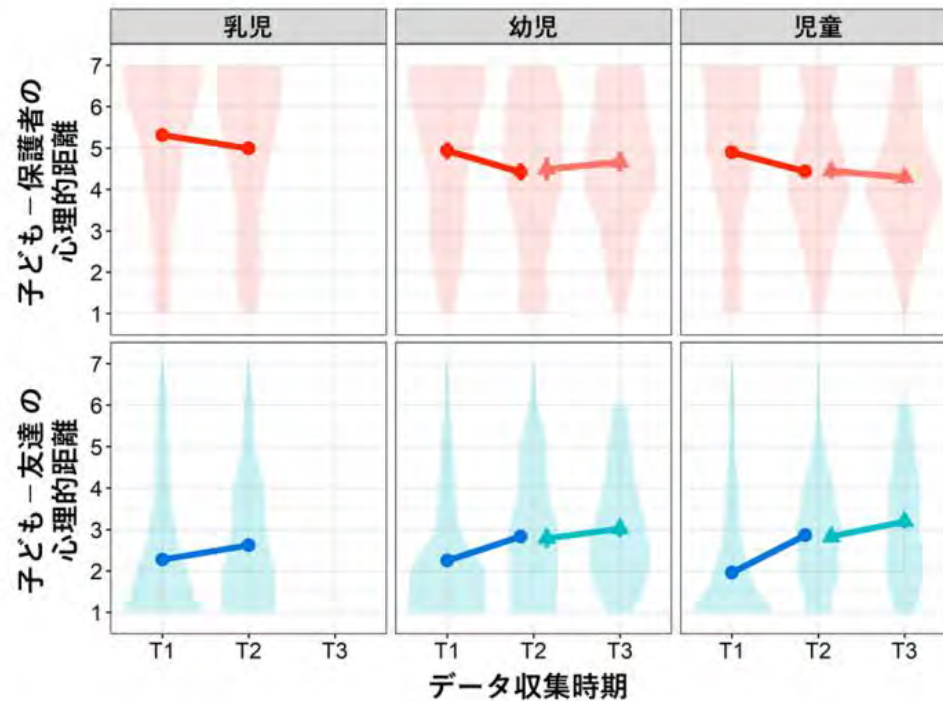 乳児
幼児
児童
子ども－保護者の
心理的距離
7
6
5
4
3
2
1
子ども－友達の
心理的距離
7
6
5
4
3
2
1
T1 T2 T3
T1 T2 T3
T1 T2 T3
データ収集時期